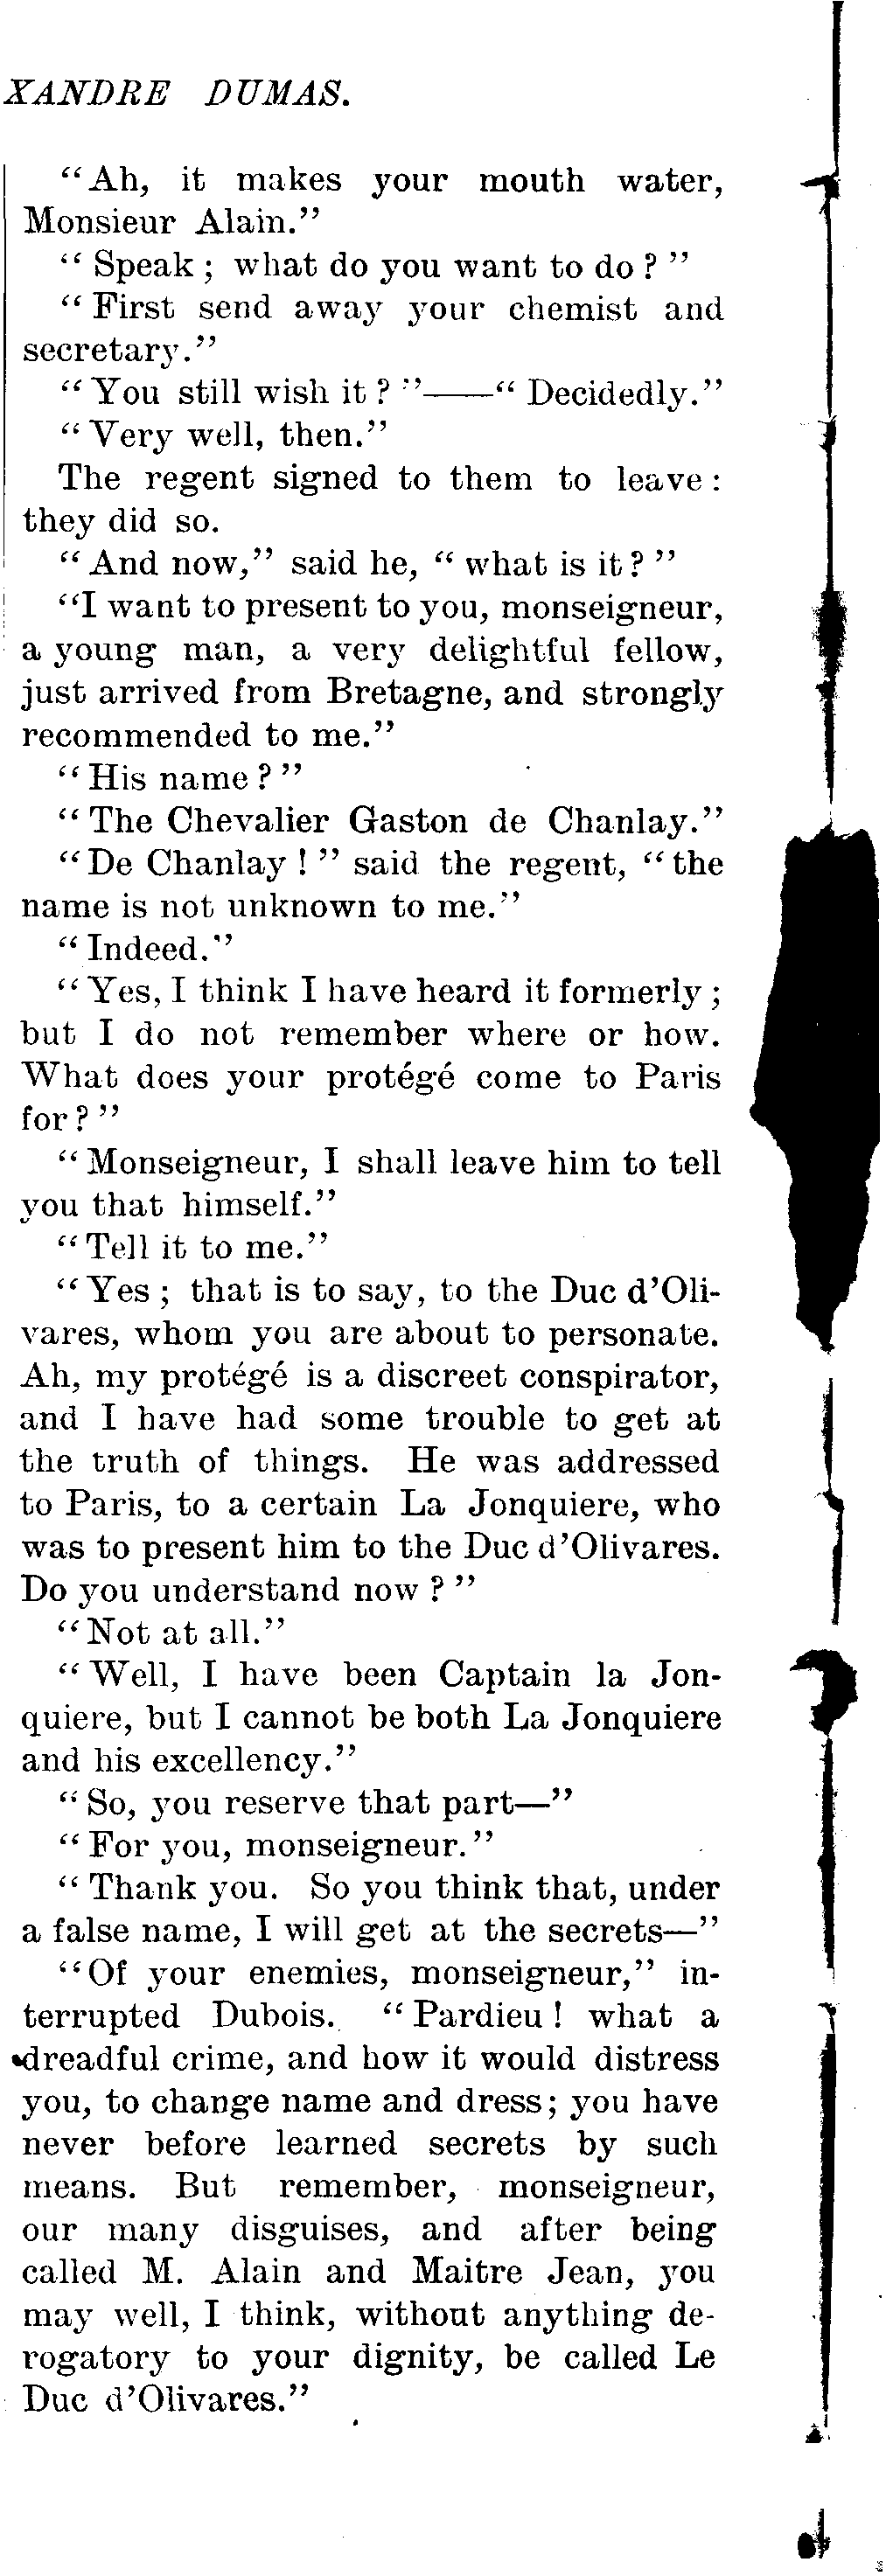 XANDRE DUMAS.
"Ah, it makes your mouth water,
Monsieur Alain."
"Speak; what do you want to do?"
"First send away your chemist and
secretary."
"You still wish it?"——"Decidedly."
"Very well, then."
The regent signed to them to leave:
they did so.
"And now," said he, "what is it?"
"I want to present to you, monseigneur,
a young man, a very delightful fellow,
just arrived from Bretagne, and strongly
recommended to me."
"His name?"
"The Chevalier Gaston de Chanlay."
"De Chanlay!" said the regent, "the
name is not unknown to me."
"Indeed."
"Yes, I think I have heard it formerly;
but I do not remember where or how.
What does your protégé come to Paris
for?"
"Monseigneur, I shall leave him to tell
you that himself."
"Tell it to me."
"Yes; that is to say, to the Duc d'Oli-
vares, whom you are about to personate.
Ah, my protégé is a discreet conspirator,
and I have had some trouble to get at
the truth of things. He was addressed
to Paris, to a certain La Jonquiere, who
was to present him to the Duc d'Olivares.
Do you understand now?"
"Not at all."
"Well, I have been Captain la Jon-
quiere, but I cannot be both La Jonquiere
and his excellency."
"So, you reserve that part—"
"For you, monseigneur."
"Thank you. So you think that, under
a false name, I will get at the secrets—"
"Of your enemies, monseigneur," in-
terrupted Dubois. "Pardieu! what a
dreadful crime, and how it would distress
you, to change name and dress; you have
never before learned secrets by such
means. But remember, monseigneur,
our many disguises, and after being
called M. Alain and Maitre Jean, you
may well, I think, without anything de-
rogatory to your dignity, be called Le
Duc d'Olivares."